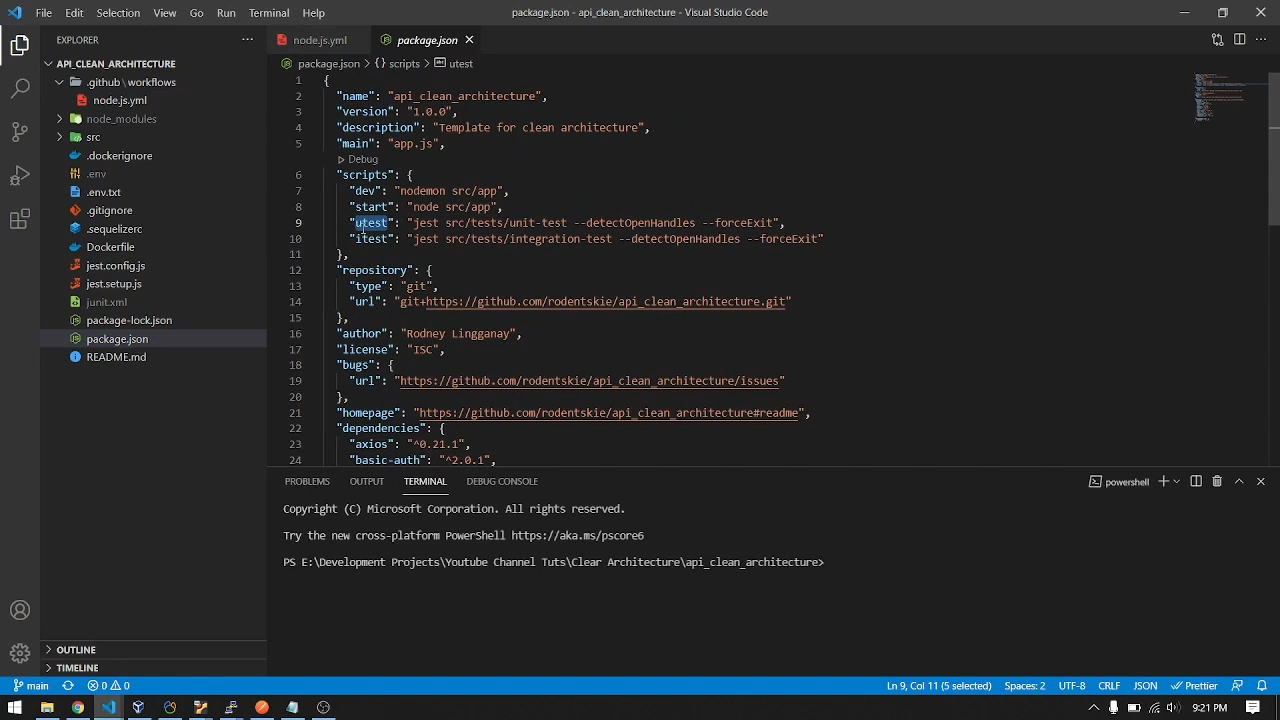 File Edit Selection View Go Run Terminal Help
package.json - api_clean_architecture - Visual Studio Code
EXPLORER
API_CLEAN_ARCHITECTURE
.github\workflows
node.js.yml
node_modules
src
.dockerignore
.env
.env.txt
.gitignore
.sequelizerc
Dockerfile
jest.config.js
jest.setup.js
junit.xml
package-lock.json
package.json
README.md
OUTLINE
TIMELINE
node.js.yml package.json
package.json > {} scripts > utest
1 {
2 "name": "api_clean_architecture",
3 "version": "1.0.0",
4 "description": "Template for clean architecture",
5 "main": "app.js",
Debug
6 "scripts": {
7 "dev": "nodemon src/app",
8 "start": "node src/app",
9 "utest": "jest src/tests/unit-test --detectOpenHandles --forceExit",
10 "itest": "jest src/tests/integration-test --detectOpenHandles --forceExit"
11 },
12 "repository": {
13 "type": "git",
14 "url": "git+https://github.com/rodentskie/api_clean_architecture.git"
15 },
16 "author": "Rodney Lingganay",
17 "license": "ISC",
18 "bugs": {
19 "url": "https://github.com/rodentskie/api_clean_architecture/issues"
20 },
21 "homepage": "https://github.com/rodentskie/api_clean_architecture#readme",
22 "dependencies": {
23 "axios": "^0.21.1",
24 "basic-auth": "^2.0.1",
PROBLEMS OUTPUT TERMINAL DEBUG CONSOLE
powershell
Copyright (C) Microsoft Corporation. All rights reserved.
Try the new cross-platform PowerShell https://aka.ms/pscore6
PS E:\Development Projects\Youtube Channel Tuts\Clear Architecture\api_clean_architecture>
main 0 0
Ln 9, Col 11 (5 selected) Spaces: 2 UTF-8 CRLF JSON Prettier
9:21 PM